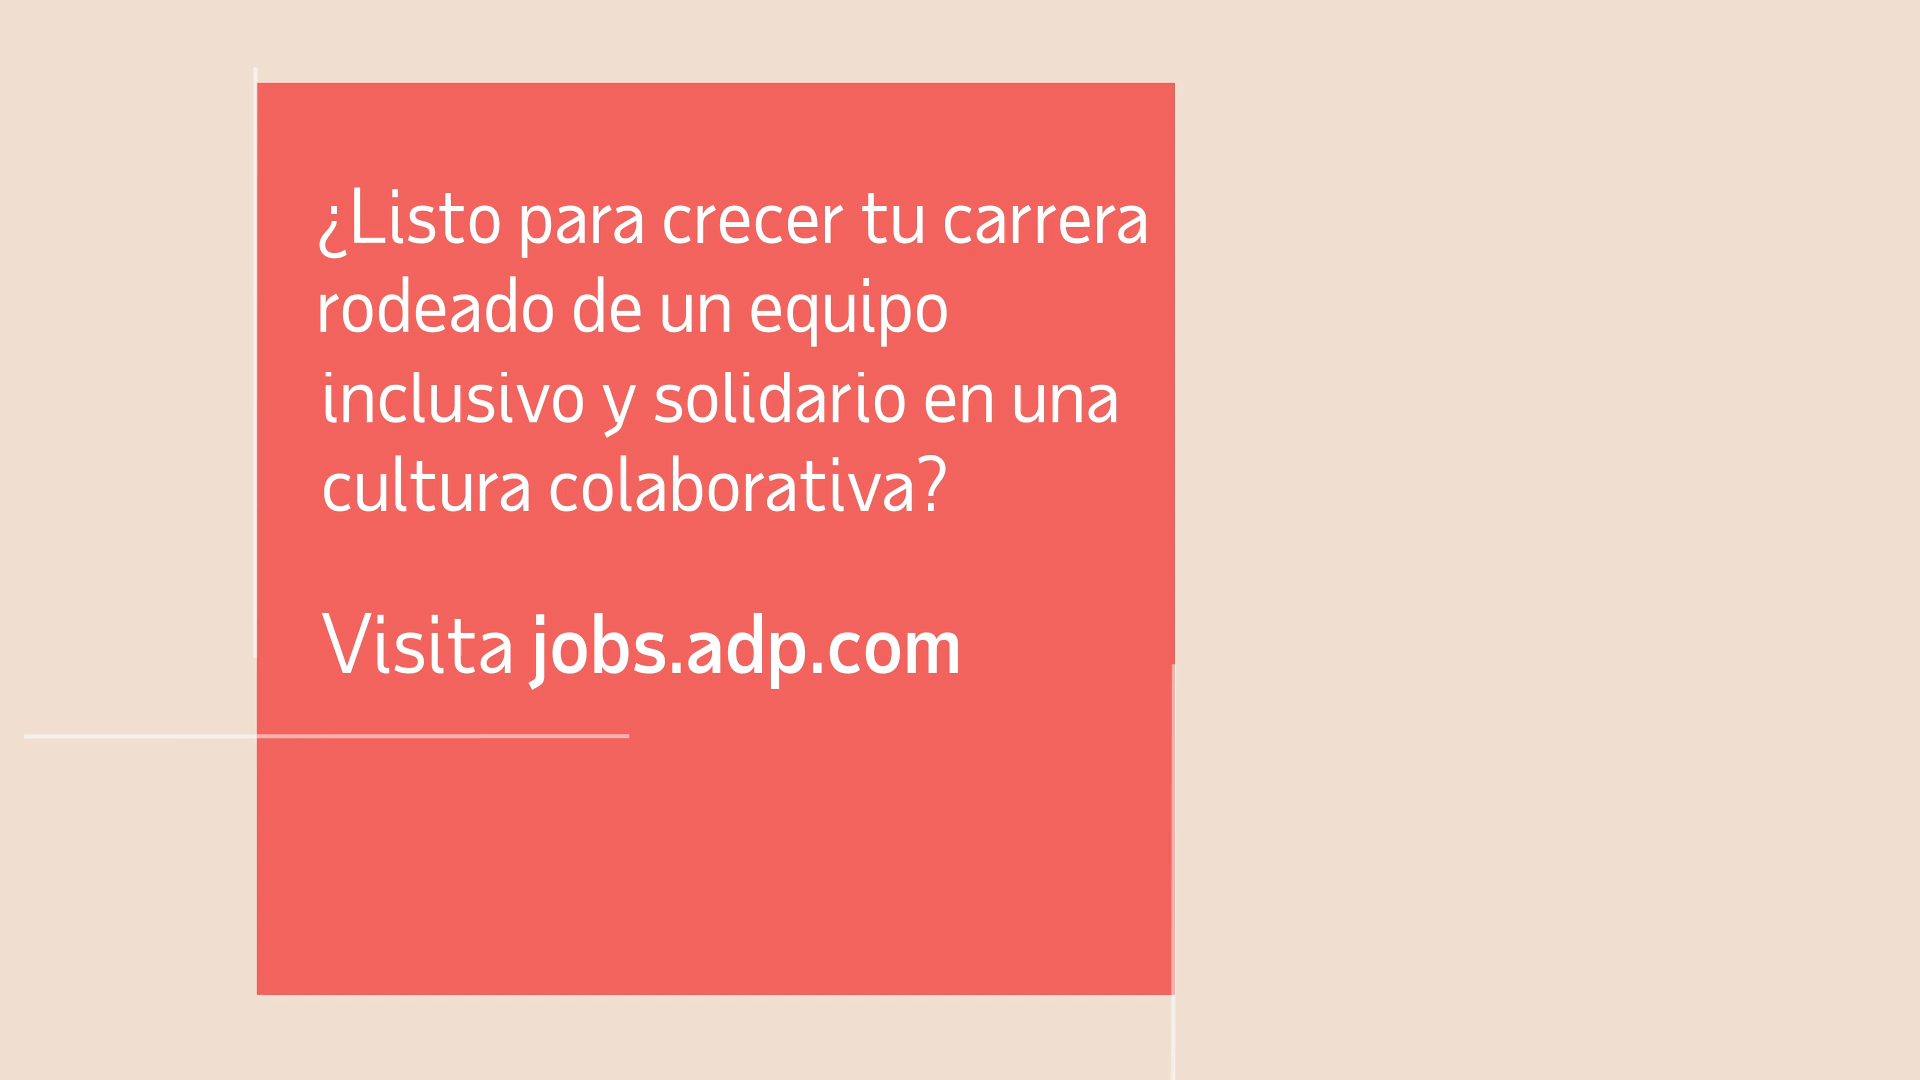 ¿Listo para crecer tu carrera
rodeado de un equipo
inclusivo y solidario en una
cultura colaborativa?
Visita jobs.adp.com